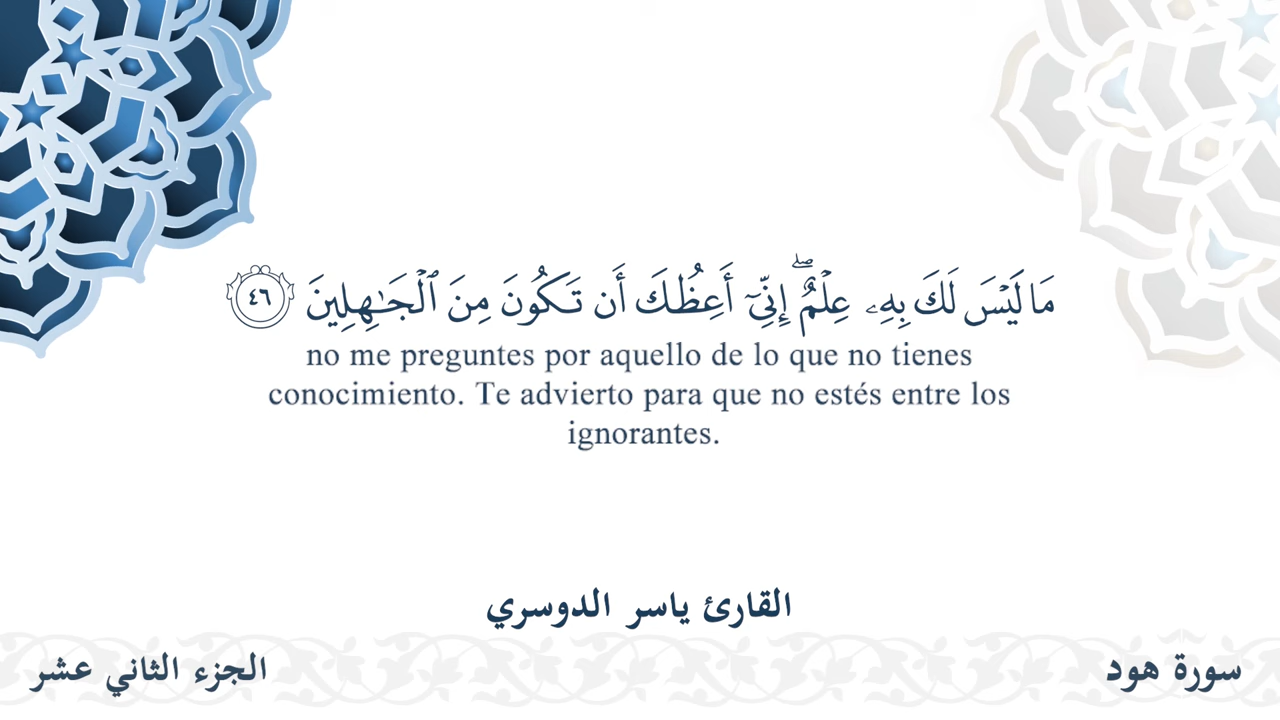 مَا لَيْسَ لَكَ بِهِۦ عِلْمٌ ۖ إِنِّىٓ أَعِظُكَ أَن تَكُونَ مِنَ ٱلْجَـٰهِلِينَ ٤٦
no me preguntes por aquello de lo que no tienes
conocimiento. Te advierto para que no estés entre los
ignorantes.
القارئ ياسر الدوسري
سورة هود
الجزء الثاني عشر